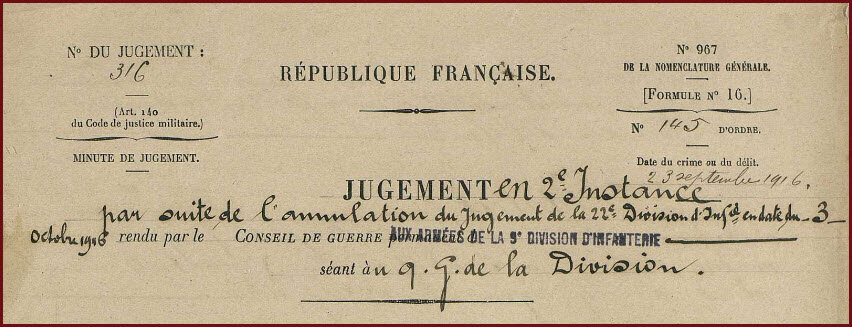 N° DU JUGEMENT :
316
(Art. 140
du Code de justice militaire.)
MINUTE DE JUGEMENT.
RÉPUBLIQUE FRANÇAISE.
N° 967
DE LA NOMENCLATURE GÉNÉRALE.
[FORMULE N° 16.]
N° 145 D'ORDRE.
Date du crime ou du délit.
23 septembre 1916.
JUGEMENT en 2e Instance
par suite de l'annulation du Jugement de la 22e Division d'Infie en date du 3
Octobre 1916 rendu par le CONSEIL DE GUERRE AUX ARMÉES DE LA 9e DIVISION D'INFANTERIE
séant au Q. G. de la Division.